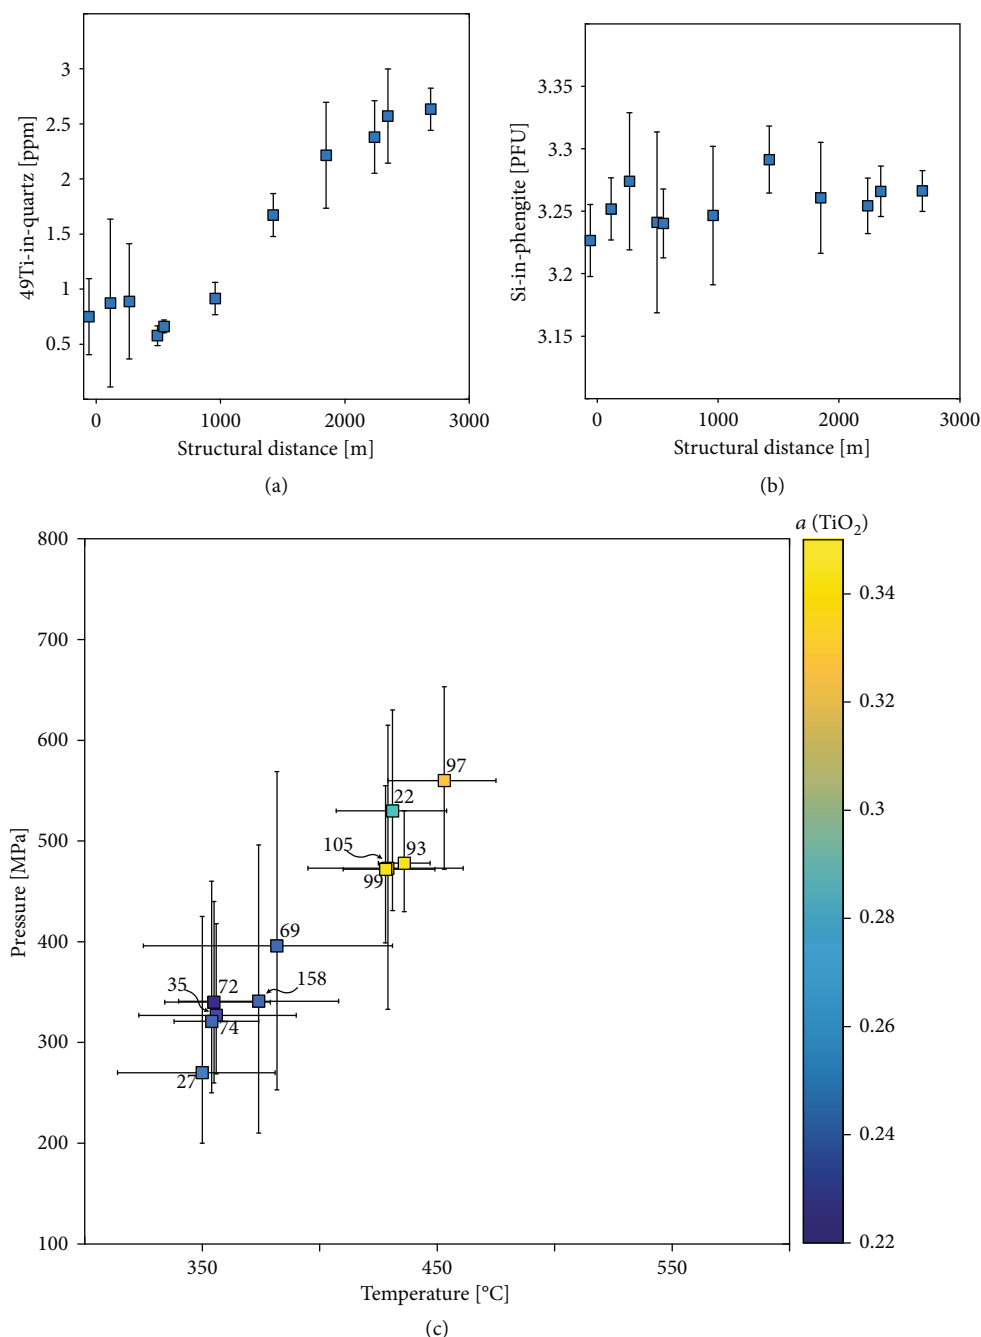 3
2.5
2
1.5
1
0.5
49Ti-in-quartz [ppm]
0 1000 2000 3000
Structural distance [m]
(a)
3.35
3.3
3.25
3.2
3.15
Si-in-phengite [PFU]
0 1000 2000 3000
Structural distance [m]
(b)
800
700
600
500
400
300
200
100
Pressure [MPa]
97
22
105
93
99
69
35
72
158
74
27
350 450 550
Temperature [°C]
(c)
a (TiO2)
0.34
0.32
0.3
0.28
0.26
0.24
0.22